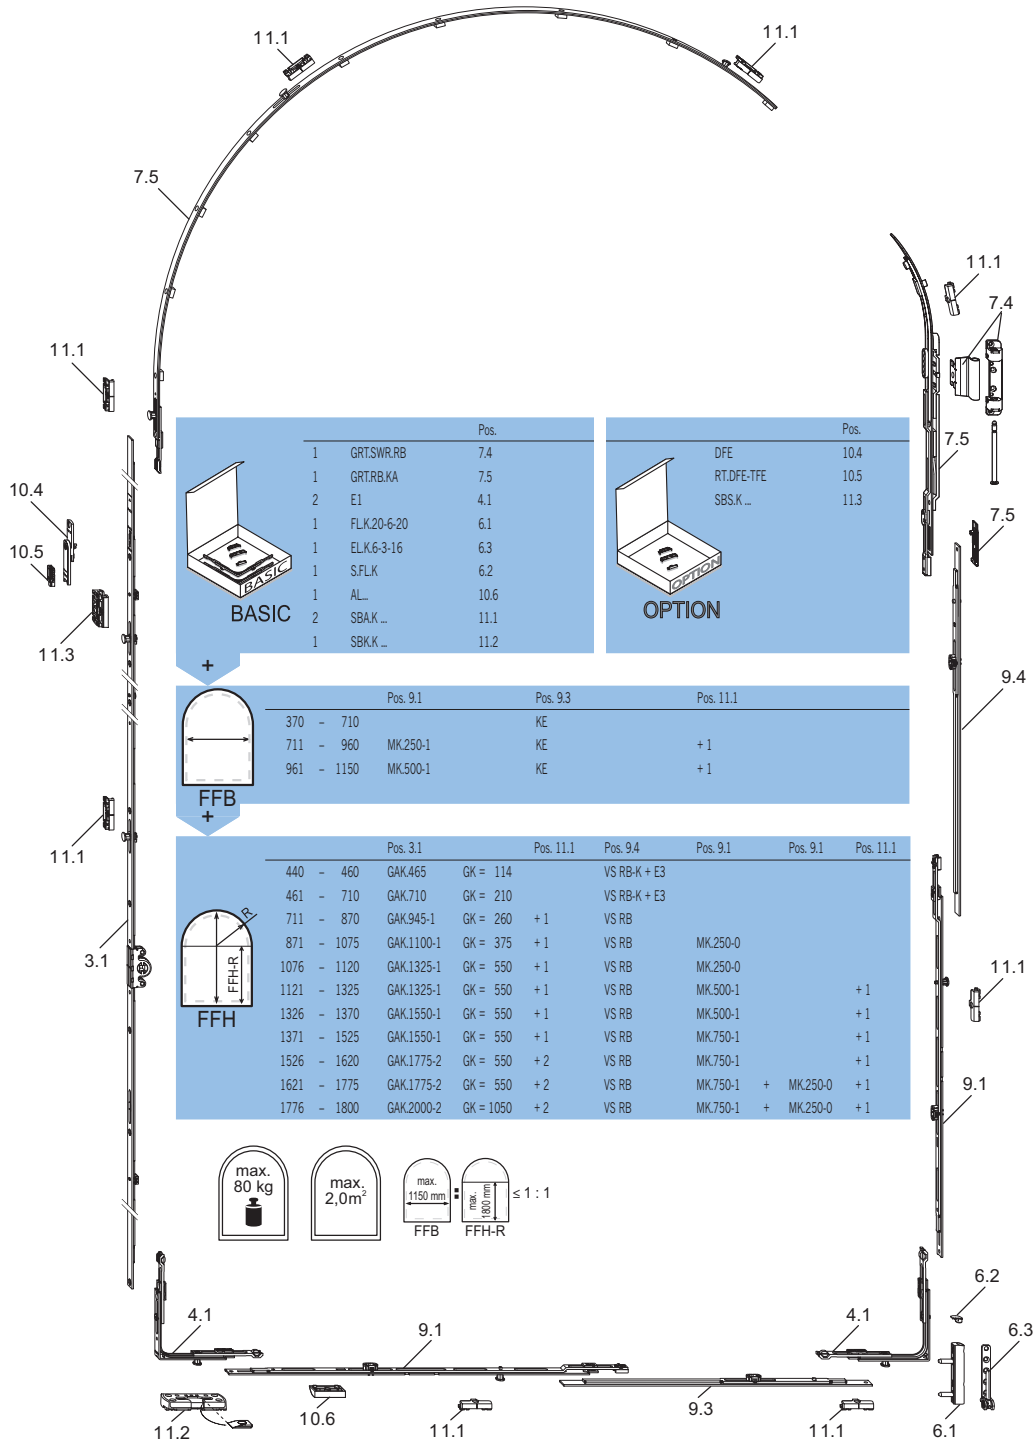 11.1
11.1
7.5
11.1
7.4
11.1
7.5
10.4
10.5
7.5
11.3
9.4
11.1
3.1
11.1
9.1
Pos.
1 GRT.SWR.RB 7.4
1 GRT.RB.KA 7.5
2 E1 4.1
1 FL.K.20-6-20 6.1
1 EL.K.6-3-16 6.3
1 S.FL.K 6.2
1 AL... 10.6
2 SBA.K ... 11.1
1 SBK.K ... 11.2
BASIC
BASIC
Pos.
DFE 10.4
RT.DFE-TFE 10.5
SBS.K ... 11.3
OPTION
OPTION
+
Pos. 9.1 Pos. 9.3 Pos. 11.1
370 – 710 KE
711 – 960 MK.250-1 KE + 1
961 – 1150 MK.500-1 KE + 1
FFB
+
Pos. 3.1 Pos. 11.1 Pos. 9.4 Pos. 9.1 Pos. 9.1 Pos. 11.1
440 – 460 GAK.465 GK = 114 VS RB-K + E3
461 – 710 GAK.710 GK = 210 VS RB-K + E3
711 – 870 GAK.945-1 GK = 260 + 1 VS RB
871 – 1075 GAK.1100-1 GK = 375 + 1 VS RB MK.250-0
1076 – 1120 GAK.1325-1 GK = 550 + 1 VS RB MK.250-0
1121 – 1325 GAK.1325-1 GK = 550 + 1 VS RB MK.500-1 + 1
1326 – 1370 GAK.1550-1 GK = 550 + 1 VS RB MK.500-1 + 1
1371 – 1525 GAK.1550-1 GK = 550 + 1 VS RB MK.750-1 + 1
1526 – 1620 GAK.1775-2 GK = 550 + 2 VS RB MK.750-1 + 1
1621 – 1775 GAK.1775-2 GK = 550 + 2 VS RB MK.750-1 + MK.250-0 + 1
1776 – 1800 GAK.2000-2 GK = 1050 + 2 VS RB MK.750-1 + MK.250-0 + 1
R
FFH-R
FFH
max.
80 kg
max.
2,0m²
max.
1150 mm
FFB
:
max.
1800 mm
FFH-R
≤ 1 : 1
4.1
9.1
4.1
6.2
6.3
9.3
11.2
10.6
11.1
11.1
6.1